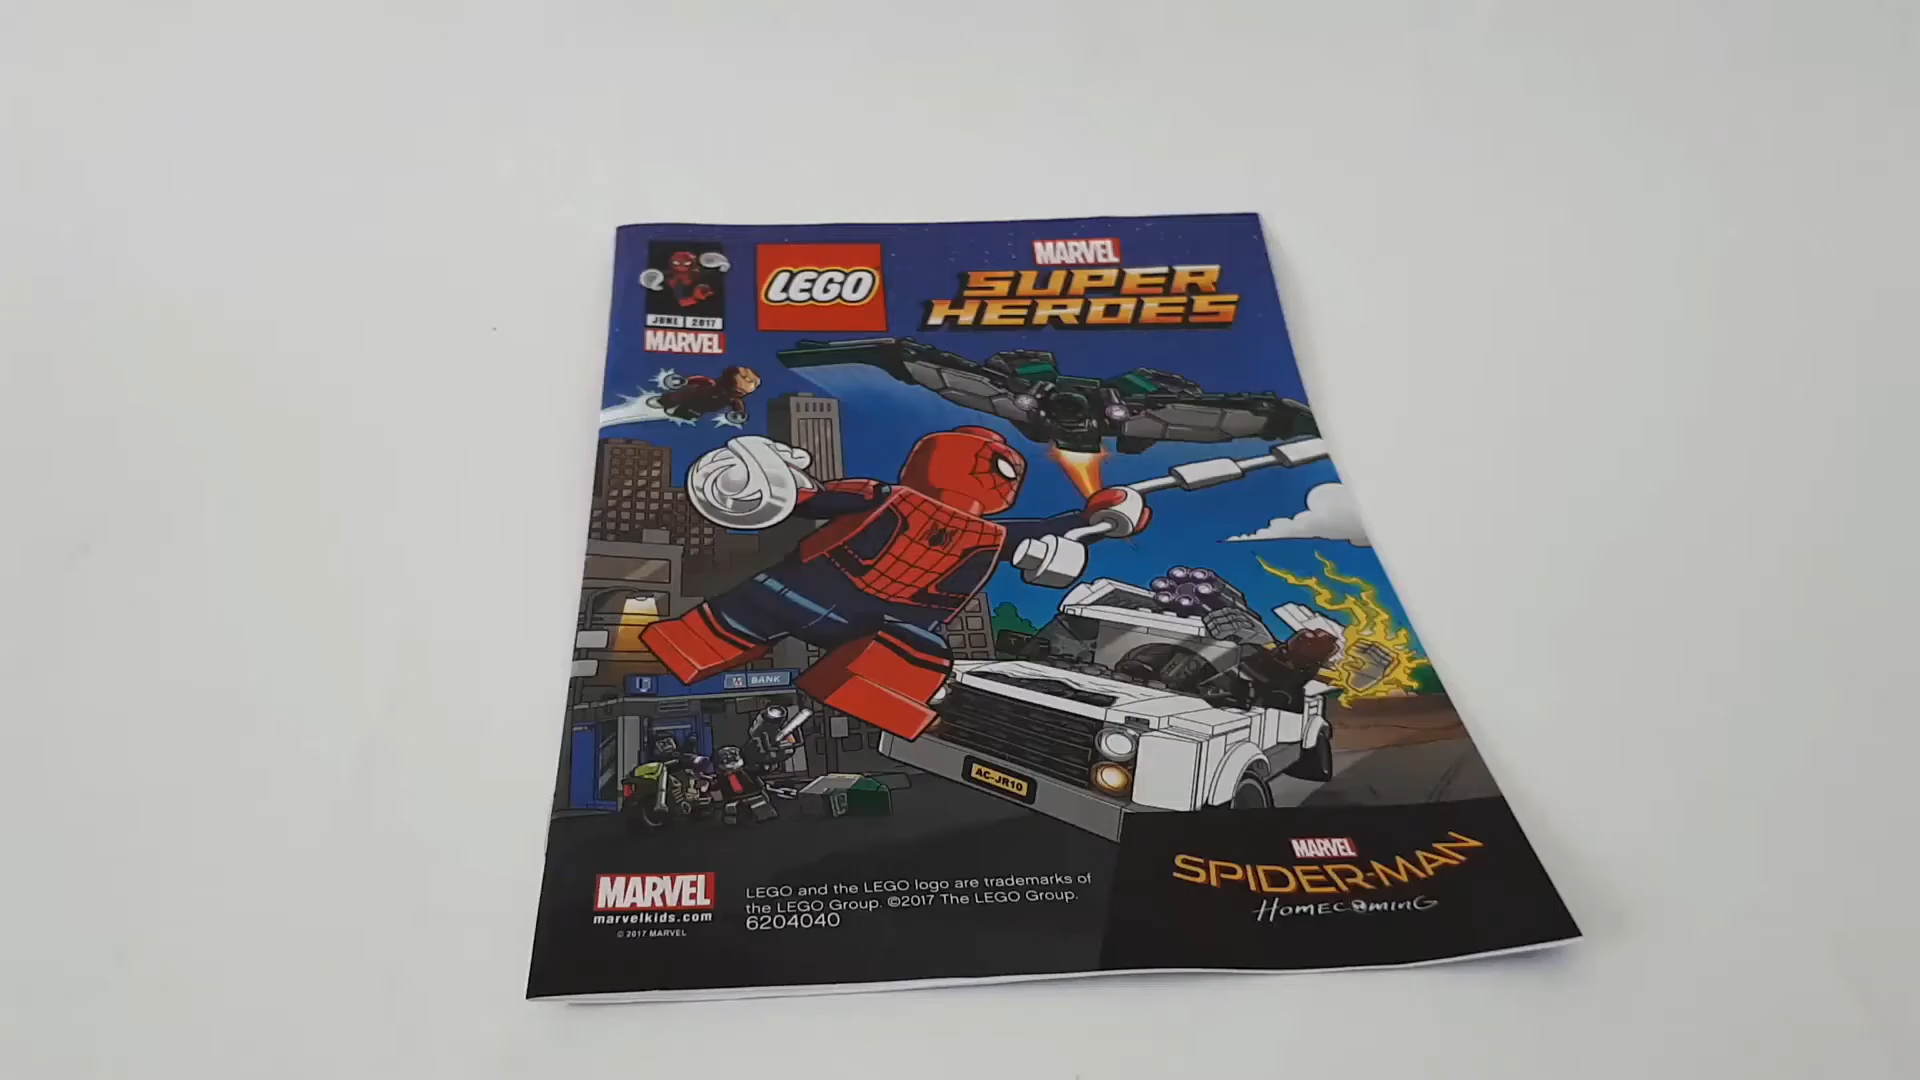 LEGO
MARVEL
SUPER
HEROES
JUNE 2017
MARVEL
BANK
AC-JR10
MARVEL
SPIDER-MAN
HOMECOMING
MARVEL
marvelkids.com
© 2017 MARVEL
LEGO and the LEGO logo are trademarks of
the LEGO Group. ©2017 The LEGO Group.
6204040